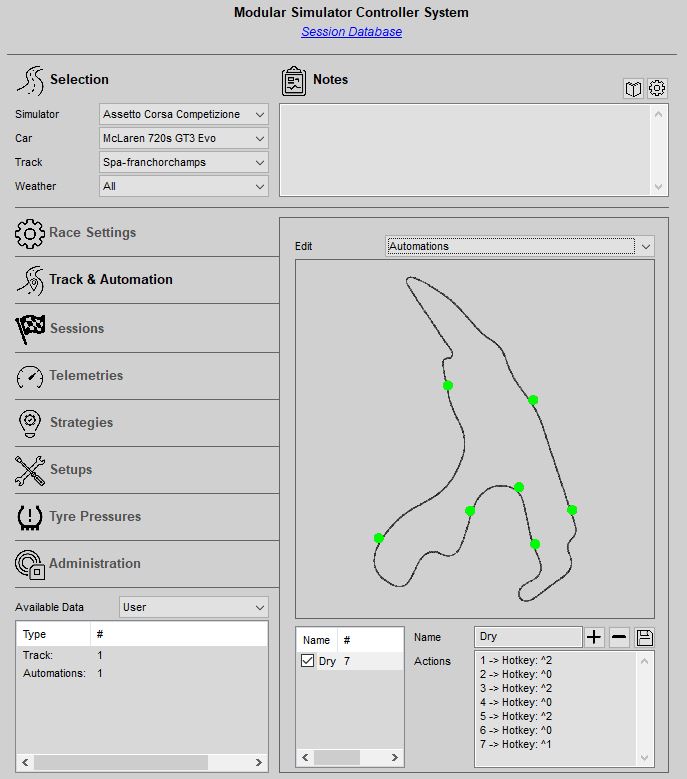 Modular Simulator Controller System
Session Database
Selection
Notes
Simulator
Assetto Corsa Competizione
Car
McLaren 720s GT3 Evo
Track
Spa-franchorchamps
Weather
All
Race Settings
Edit
Automations
Track & Automation
Sessions
Telemetries
Strategies
Setups
Tyre Pressures
Administration
Available Data
User
Type #
Track: 1
Automations: 1
Name #
Dry 7
Name
Dry
Actions
1 -> Hotkey: ^2
2 -> Hotkey: ^0
3 -> Hotkey: ^2
4 -> Hotkey: ^0
5 -> Hotkey: ^2
6 -> Hotkey: ^0
7 -> Hotkey: ^1